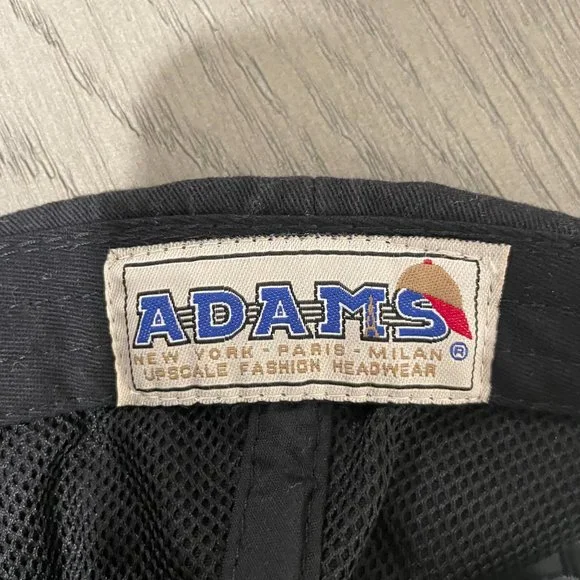 ADAMS
NEW YORK - PARIS - MILAN ®
UPSCALE FASHION HEADWEAR